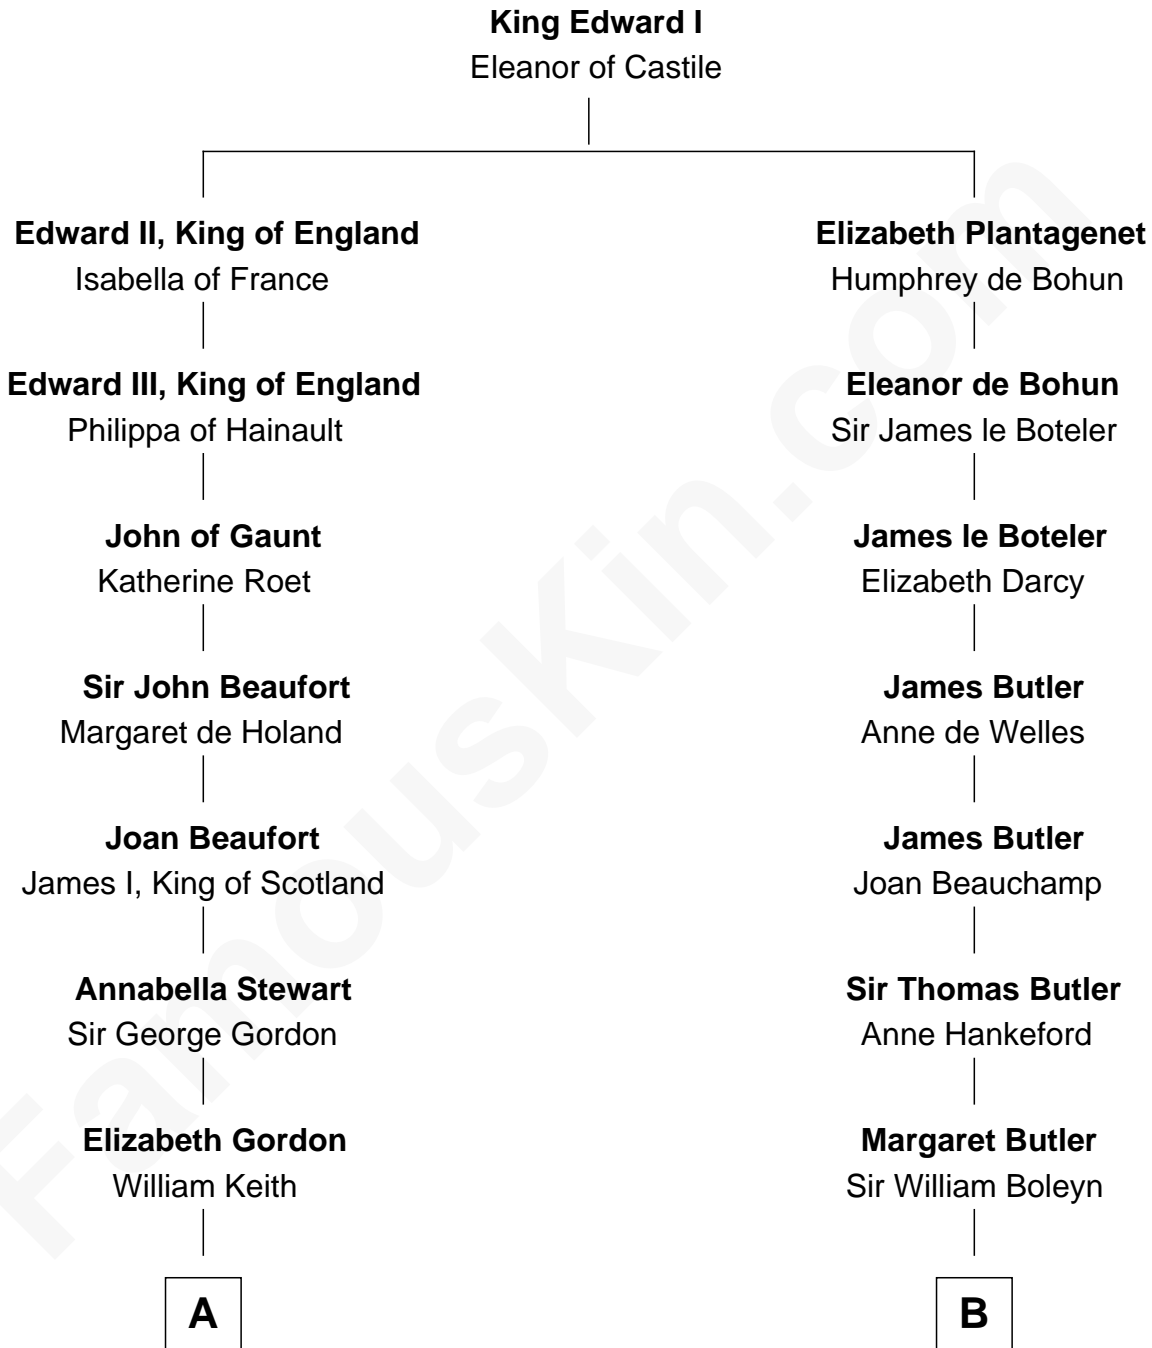 King Edward I
Eleanor of Castile
Edward II, King of England
Isabella of France
Elizabeth Plantagenet
Humphrey de Bohun
Edward III, King of England
Philippa of Hainault
Eleanor de Bohun
Sir James le Boteler
John of Gaunt
Katherine Roet
James le Boteler
Elizabeth Darcy
Sir John Beaufort
Margaret de Holand
James Butler
Anne de Welles
Joan Beaufort
James I, King of Scotland
James Butler
Joan Beauchamp
Annabella Stewart
Sir George Gordon
Sir Thomas Butler
Anne Hankeford
Elizabeth Gordon
William Keith
Margaret Butler
Sir William Boleyn
A
B
FamousKin.com